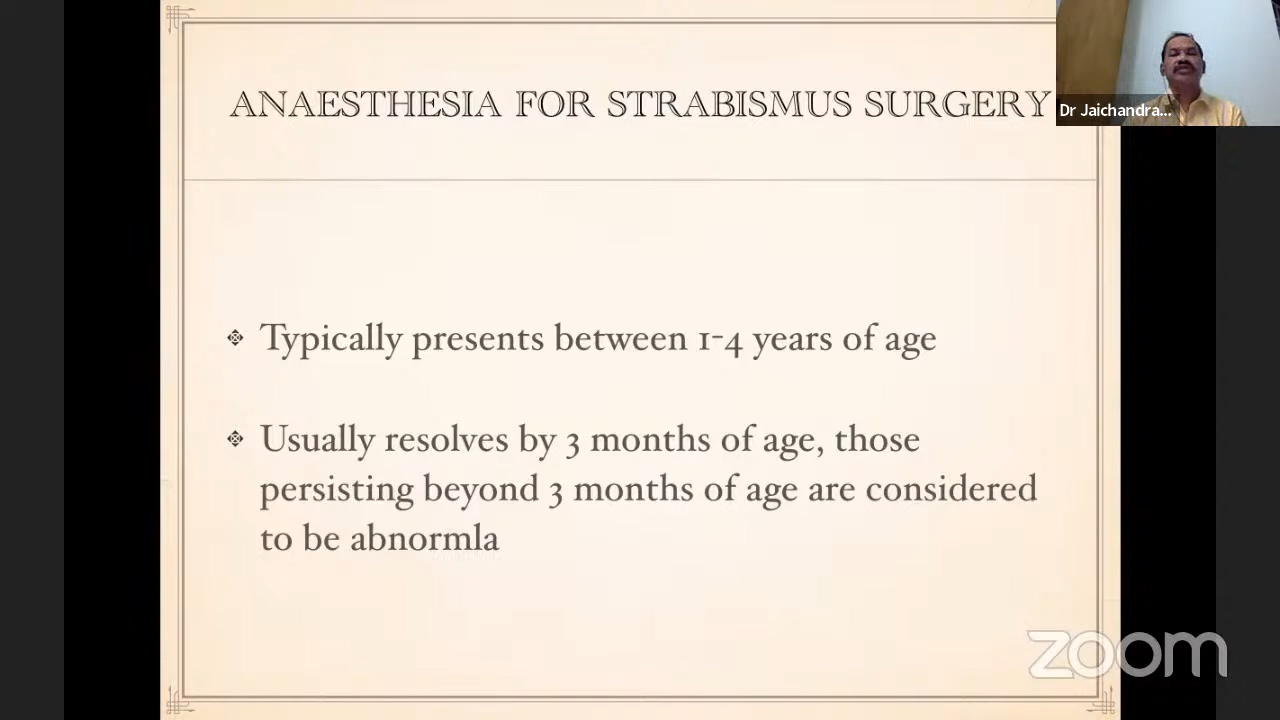 ANAESTHESIA FOR STRABISMUS SURGERY
Dr Jaichandra...
Typically presents between 1-4 years of age
Usually resolves by 3 months of age, those
persisting beyond 3 months of age are considered
to be abnormla
zoom